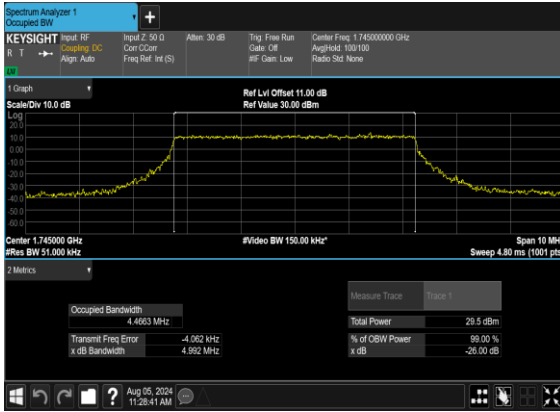 Spectrum Analyzer 1
Occupied BW
+
KEYSIGHT
R T
Input: RF
Coupling: DC
Align: Auto
Input Z: 50 Ω
Corr CCorr
Freq Ref: Int (S)
Atten: 30 dB
Trig: Free Run
Gate: Off
#IF Gain: Low
Center Freq: 1.745000000 GHz
Avg|Hold: 100/100
Radio Std: None
1 Graph
Scale/Div 10.0 dB
Ref Lvl Offset 11.00 dB
Ref Value 30.00 dBm
Log
20.0
10.0
0.00
-10.0
-20.0
-30.0
-40.0
-50.0
-60.0
Center 1.745000 GHz
#Res BW 51.000 kHz
#Video BW 150.00 kHz*
Span 10 MH
Sweep 4.80 ms (1001 pts
2 Metrics
Measure Trace Trace 1
Occupied Bandwidth
4.4663 MHz
Total Power 29.5 dBm
Transmit Freq Error -4.062 kHz
% of OBW Power 99.00 %
x dB Bandwidth 4.992 MHz
x dB -26.00 dB
?
Aug 05, 2024
11:28:41 AM